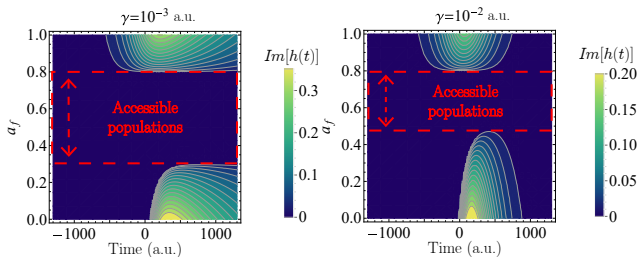 γ=10⁻³ a.u.
1.0
0.8
0.6
0.4
0.2
0.0
a_f
Accessible
populations
−1000
0
1000
Time (a.u.)
Im[h(t)]
0.3
0.2
0.1
0
γ=10⁻² a.u.
1.0
0.8
0.6
0.4
0.2
0.0
a_f
Accessible
populations
−1000
0
1000
Time (a.u.)
Im[h(t)]
0.20
0.15
0.10
0.05
0